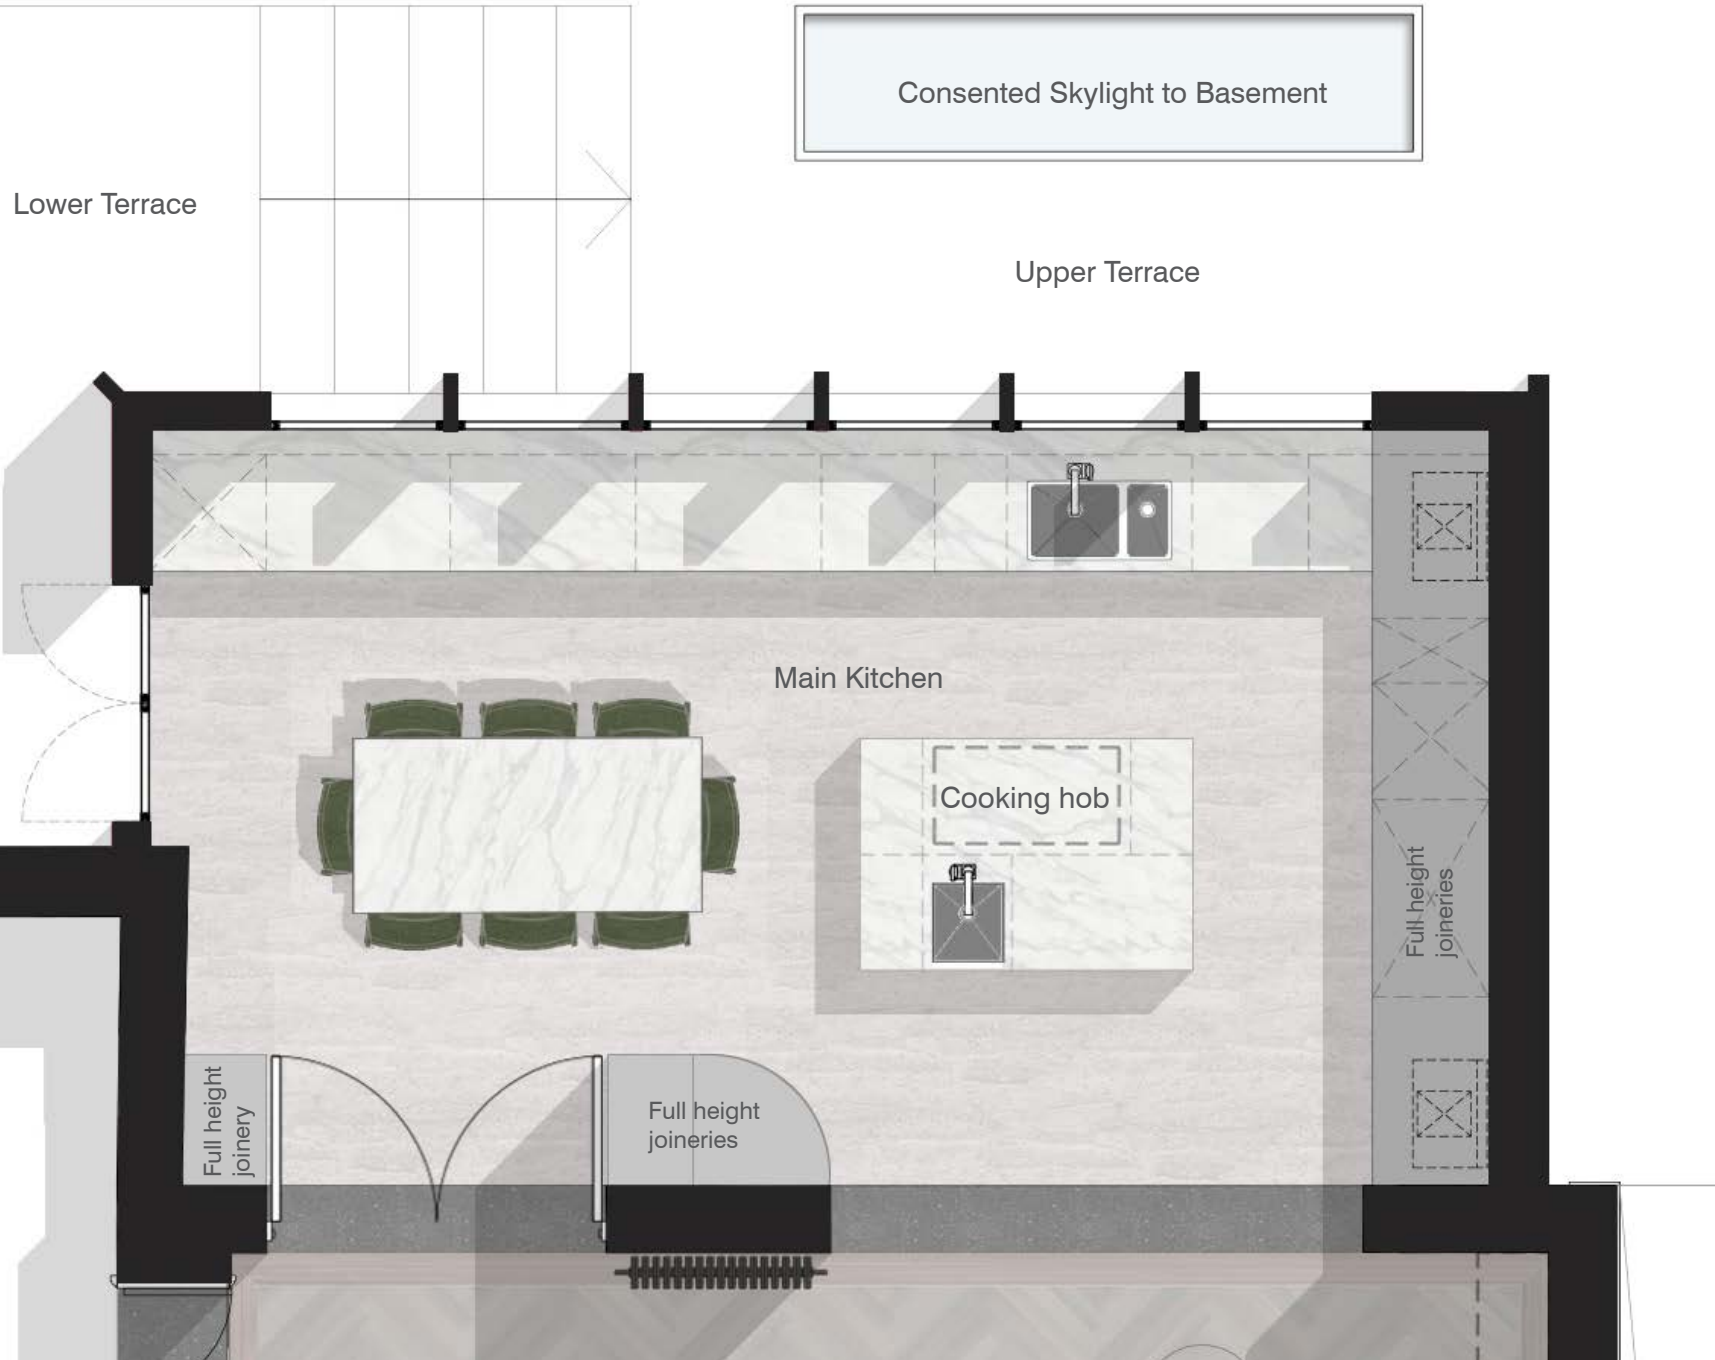 Consented Skylight to Basement
Lower Terrace
Upper Terrace
Main Kitchen
Cooking hob
Full height
joineries
Full height
joinery
Full height
joineries